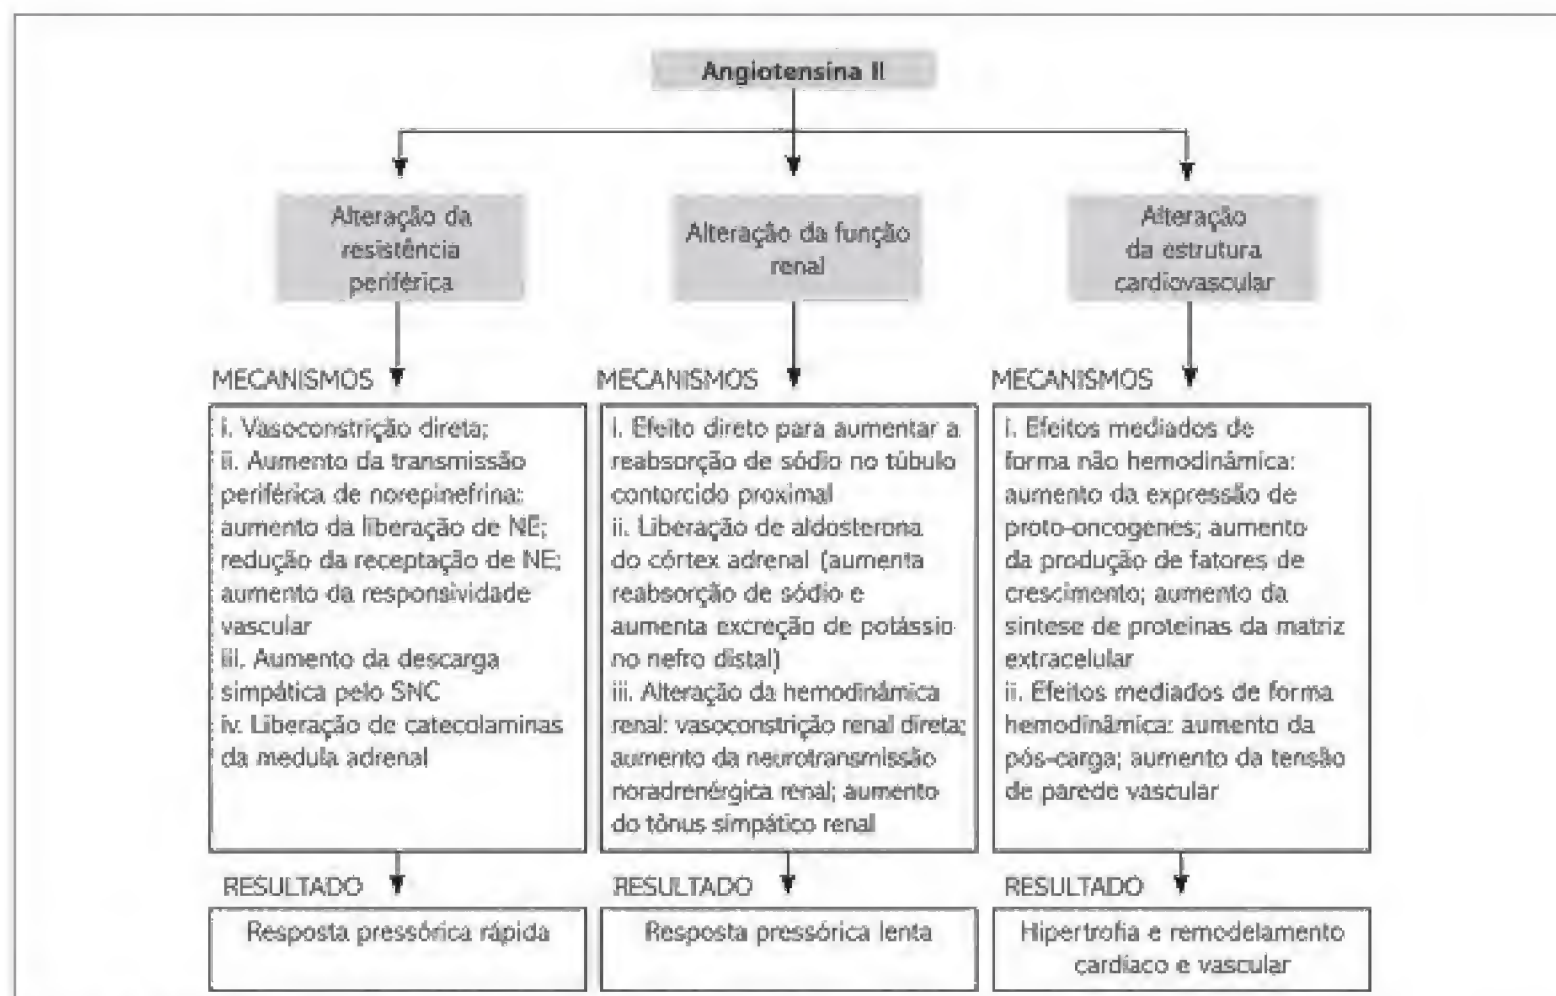 Angiotensina II
Alteração da
resistência
periférica
Alteração da função
renal
Alteração
da estrutura
cardiovascular
MECANISMOS
i. Vasoconstrição direta;
ii. Aumento da transmissão
periférica de norepinefrina:
aumento da liberação de NE;
redução da receptação de NE;
aumento da responsividade
vascular
iii. Aumento da descarga
simpática pelo SNC
iv. Liberação de catecolaminas
da medula adrenal
RESULTADO
Resposta pressórica rápida
MECANISMOS
i. Efeito direto para aumentar a
reabsorção de sódio no túbulo
contorcido proximal
ii. Liberação de aldosterona
do córtex adrenal (aumenta
reabsorção de sódio e
aumenta excreção de potássio
no nefro distal)
iii. Alteração da hemodinâmica
renal: vasoconstrição renal direta;
aumento da neurotransmissão
noradrenérgica renal; aumento
do tônus simpático renal
RESULTADO
Resposta pressórica lenta
MECANISMOS
i. Efeitos mediados de
forma não hemodinâmica:
aumento da expressão de
proto-oncogenes; aumento
da produção de fatores de
crescimento; aumento da
síntese de proteínas da matriz
extracelular
ii. Efeitos mediados de forma
hemodinâmica: aumento da
pós-carga; aumento da tensão
de parede vascular
RESULTADO
Hipertrofia e remodelamento
cardíaco e vascular